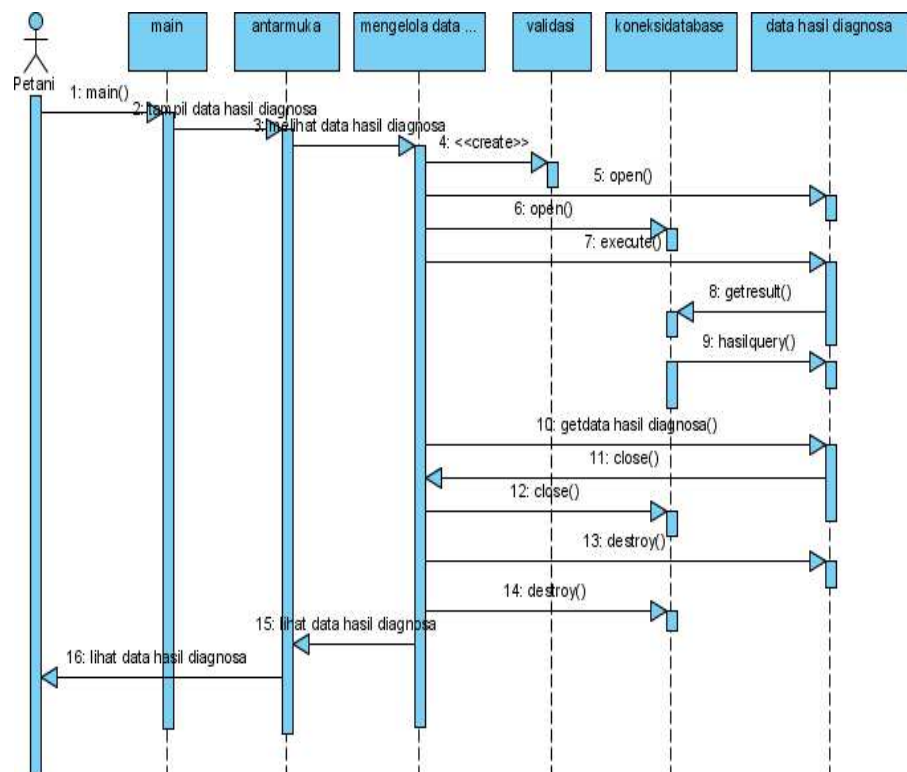 main
antarmuka
mengelola data ...
validasi
koneksidatabase
data hasil diagnosa
Petani
1: main()
2: tampil data hasil diagnosa
3: melihat data hasil diagnosa
4: <<create>>
5: open()
6: open()
7: execute()
8: getresult()
9: hasilquery()
10: getdata hasil diagnosa()
11: close()
12: close()
13: destroy()
14: destroy()
15: lihat data hasil diagnosa
16: lihat data hasil diagnosa